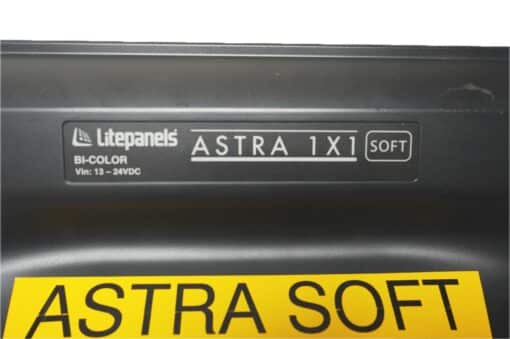 Litepanels® ASTRA 1X1 SOFT
BI-COLOR
Vin: 13 – 24VDC
ASTRA SOFT